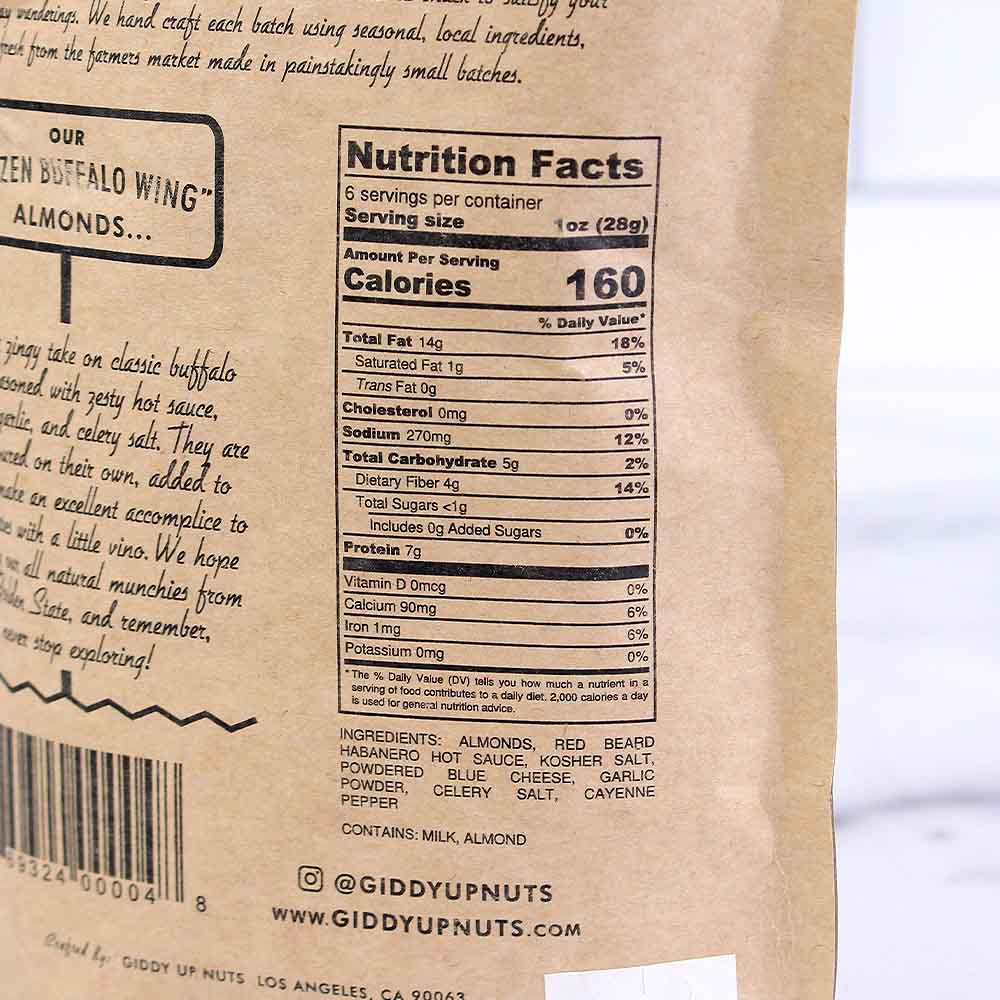 snack to satisfy your
wanderings. We hand craft each batch using seasonal, local ingredients,
fresh from the farmers market made in painstakingly small batches.
OUR
ZEN BUFFALO WING"
ALMONDS...
zingy take on classic buffalo
with zesty hot sauce,
garlic, and celery salt. They are
on their own, added to
make an excellent accomplice to
with a little vino. We hope
all natural munchies from
State, and remember,
never stop exploring!
Nutrition Facts
6 servings per container
Serving size 1oz (28g)
Amount Per Serving
Calories 160
% Daily Value*
Total Fat 14g 18%
Saturated Fat 1g 5%
Trans Fat 0g
Cholesterol 0mg 0%
Sodium 270mg 12%
Total Carbohydrate 5g 2%
Dietary Fiber 4g 14%
Total Sugars <1g
Includes 0g Added Sugars 0%
Protein 7g
Vitamin D 0mcg 0%
Calcium 90mg 6%
Iron 1mg 6%
Potassium 0mg 0%
*The % Daily Value (DV) tells you how much a nutrient in a
serving of food contributes to a daily diet. 2,000 calories a day
is used for general nutrition advice.
INGREDIENTS: ALMONDS, RED BEARD
HABANERO HOT SAUCE, KOSHER SALT,
POWDERED BLUE CHEESE, GARLIC
POWDER, CELERY SALT, CAYENNE
PEPPER
CONTAINS: MILK, ALMOND
@GIDDYUPNUTS
WWW.GIDDYUPNUTS.COM
69324 00004 8
Crafted by: GIDDY UP NUTS LOS ANGELES, CA 90063